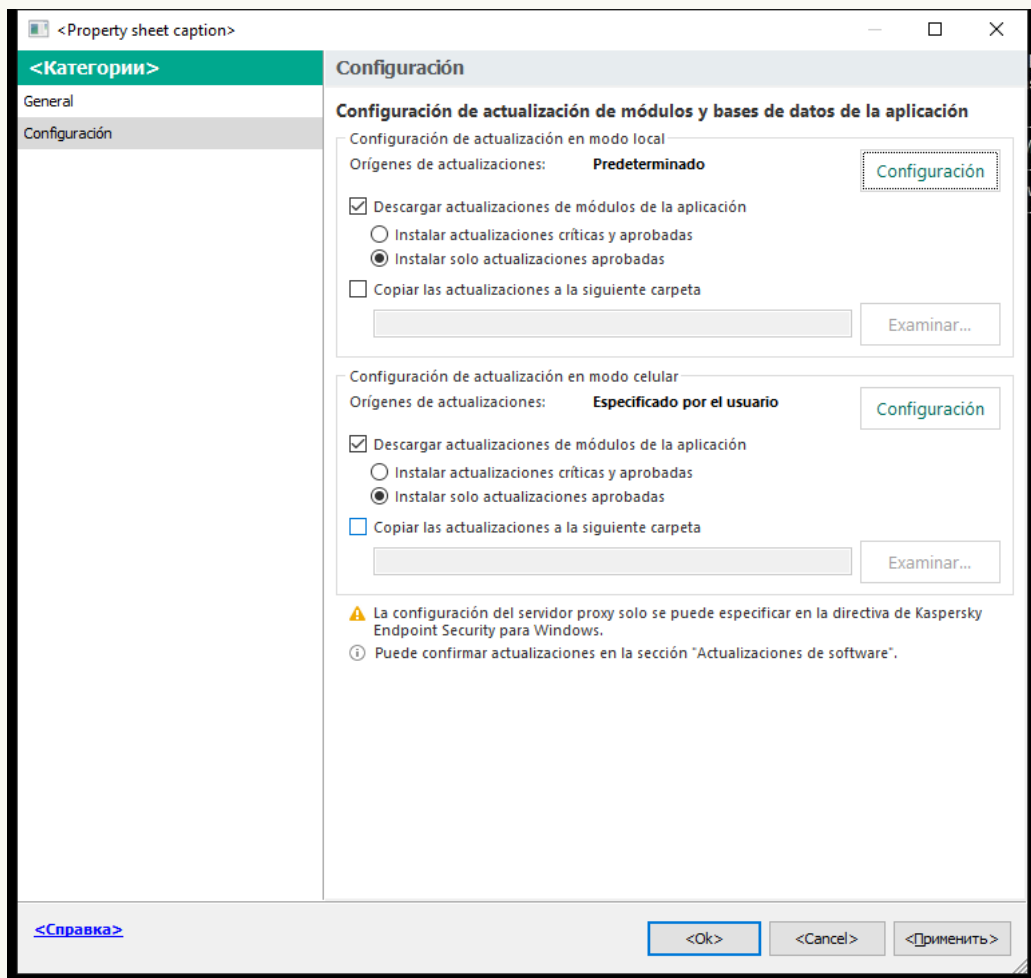 <Property sheet caption>
<Категории>
General
Configuración
Configuración
Configuración de actualización de módulos y bases de datos de la aplicación
Configuración de actualización en modo local
Orígenes de actualizaciones: Predeterminado
Configuración
Descargar actualizaciones de módulos de la aplicación
Instalar actualizaciones críticas y aprobadas
Instalar solo actualizaciones aprobadas
Copiar las actualizaciones a la siguiente carpeta
Examinar...
Configuración de actualización en modo celular
Orígenes de actualizaciones: Especificado por el usuario
Configuración
Descargar actualizaciones de módulos de la aplicación
Instalar actualizaciones críticas y aprobadas
Instalar solo actualizaciones aprobadas
Copiar las actualizaciones a la siguiente carpeta
Examinar...
La configuración del servidor proxy solo se puede especificar en la directiva de Kaspersky
Endpoint Security para Windows.
Puede confirmar actualizaciones en la sección "Actualizaciones de software".
<Справка>
<Ok> <Cancel> <Применить>